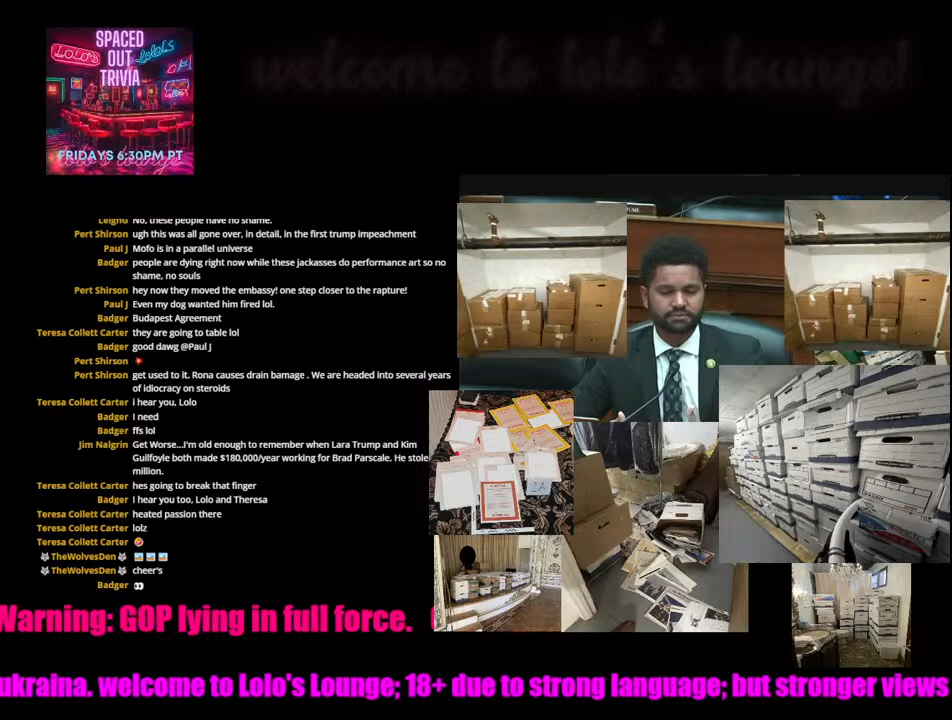 SPACED
OUT
TRIVIA
LOLO'S
FRIDAYS 6:30PM PT
lolo's lounge
welcome to lolo's lounge!
LeighG No, these people have no shame.
Pert Shirson ugh this was all gone over, in detail, in the first trump impeachment
Paul J Mofo is in a parallel universe
Badger people are dying right now while these jackasses do performance art so no
shame, no souls
Pert Shirson hey now they moved the embassy! one step closer to the rapture!
Paul J Even my dog wanted him fired lol.
Badger Budapest Agreement
Teresa Collett Carter they are going to table lol
Badger good dawg @Paul J
Pert Shirson 💥
Pert Shirson get used to it. Rona causes drain bamage . We are headed into several years
of idiocracy on steroids
Teresa Collett Carter i hear you, Lolo
Badger I need
Badger ffs lol
Jim Nalgrin Get Worse...I'm old enough to remember when Lara Trump and Kim
Guilfoyle both made $180,000/year working for Brad Parscale. He stole
million.
Teresa Collett Carter hes going to break that finger
Badger I hear you too, Lolo and Theresa
Teresa Collett Carter heated passion there
Teresa Collett Carter lolz
Teresa Collett Carter 🤣
🐺TheWolvesDen🐺
🐺TheWolvesDen🐺 cheer's
Badger 👀
2A
Warning: GOP lying in full force.
ukraina. welcome to Lolo's Lounge; 18+ due to strong language; but stronger views